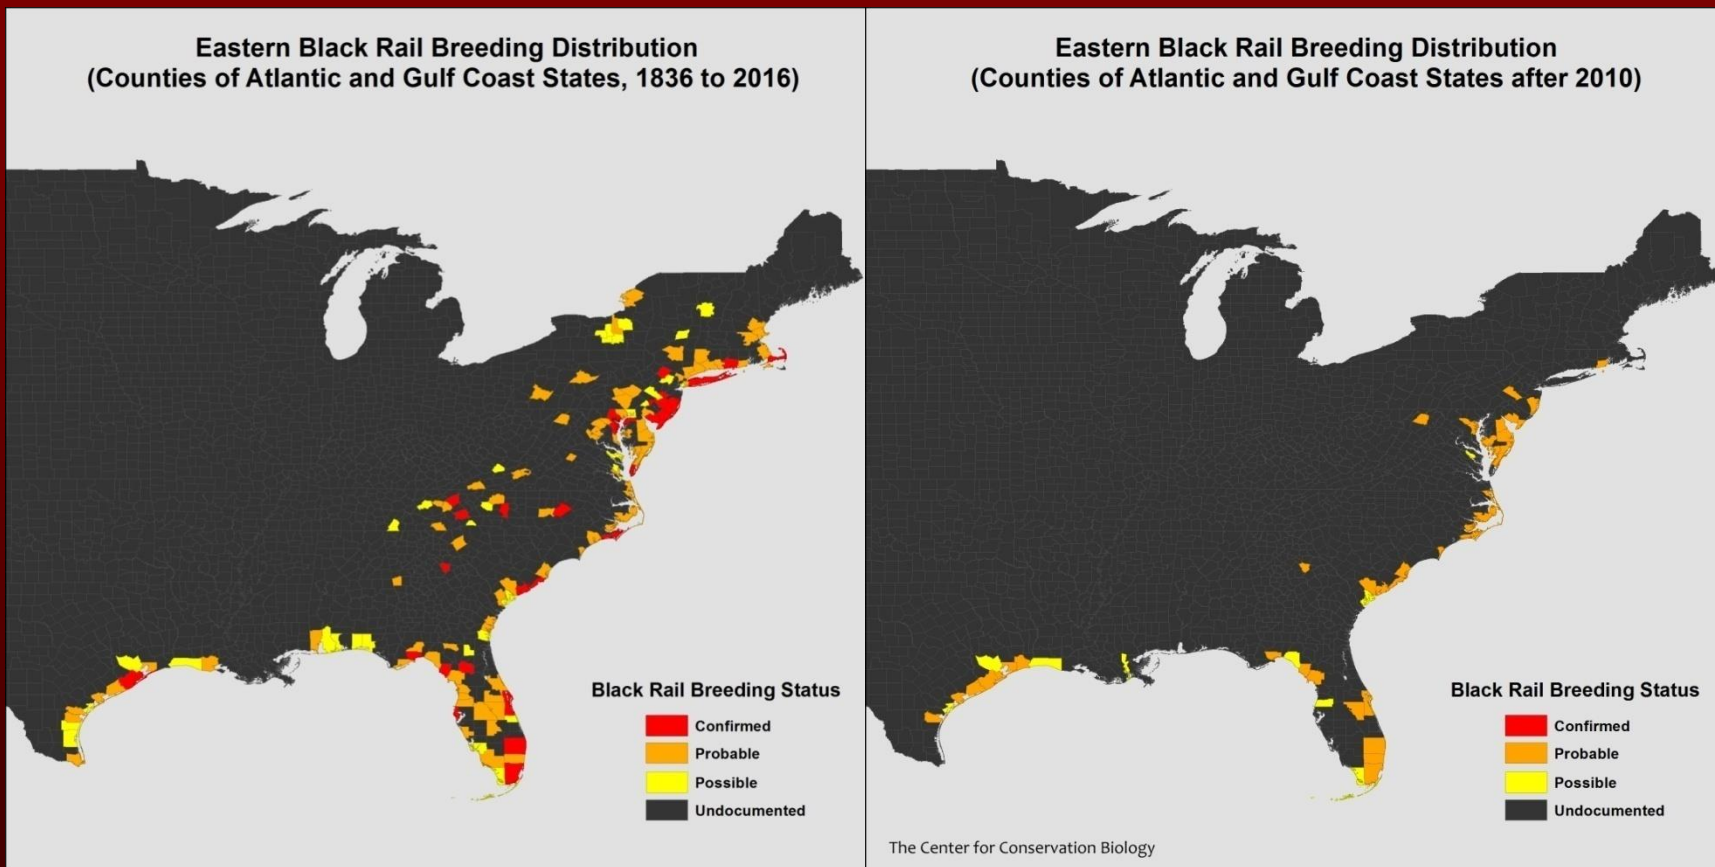 Eastern Black Rail Breeding Distribution
(Counties of Atlantic and Gulf Coast States, 1836 to 2016)
Black Rail Breeding Status
Confirmed
Probable
Possible
Undocumented
Eastern Black Rail Breeding Distribution
(Counties of Atlantic and Gulf Coast States after 2010)
Black Rail Breeding Status
Confirmed
Probable
Possible
Undocumented
The Center for Conservation Biology